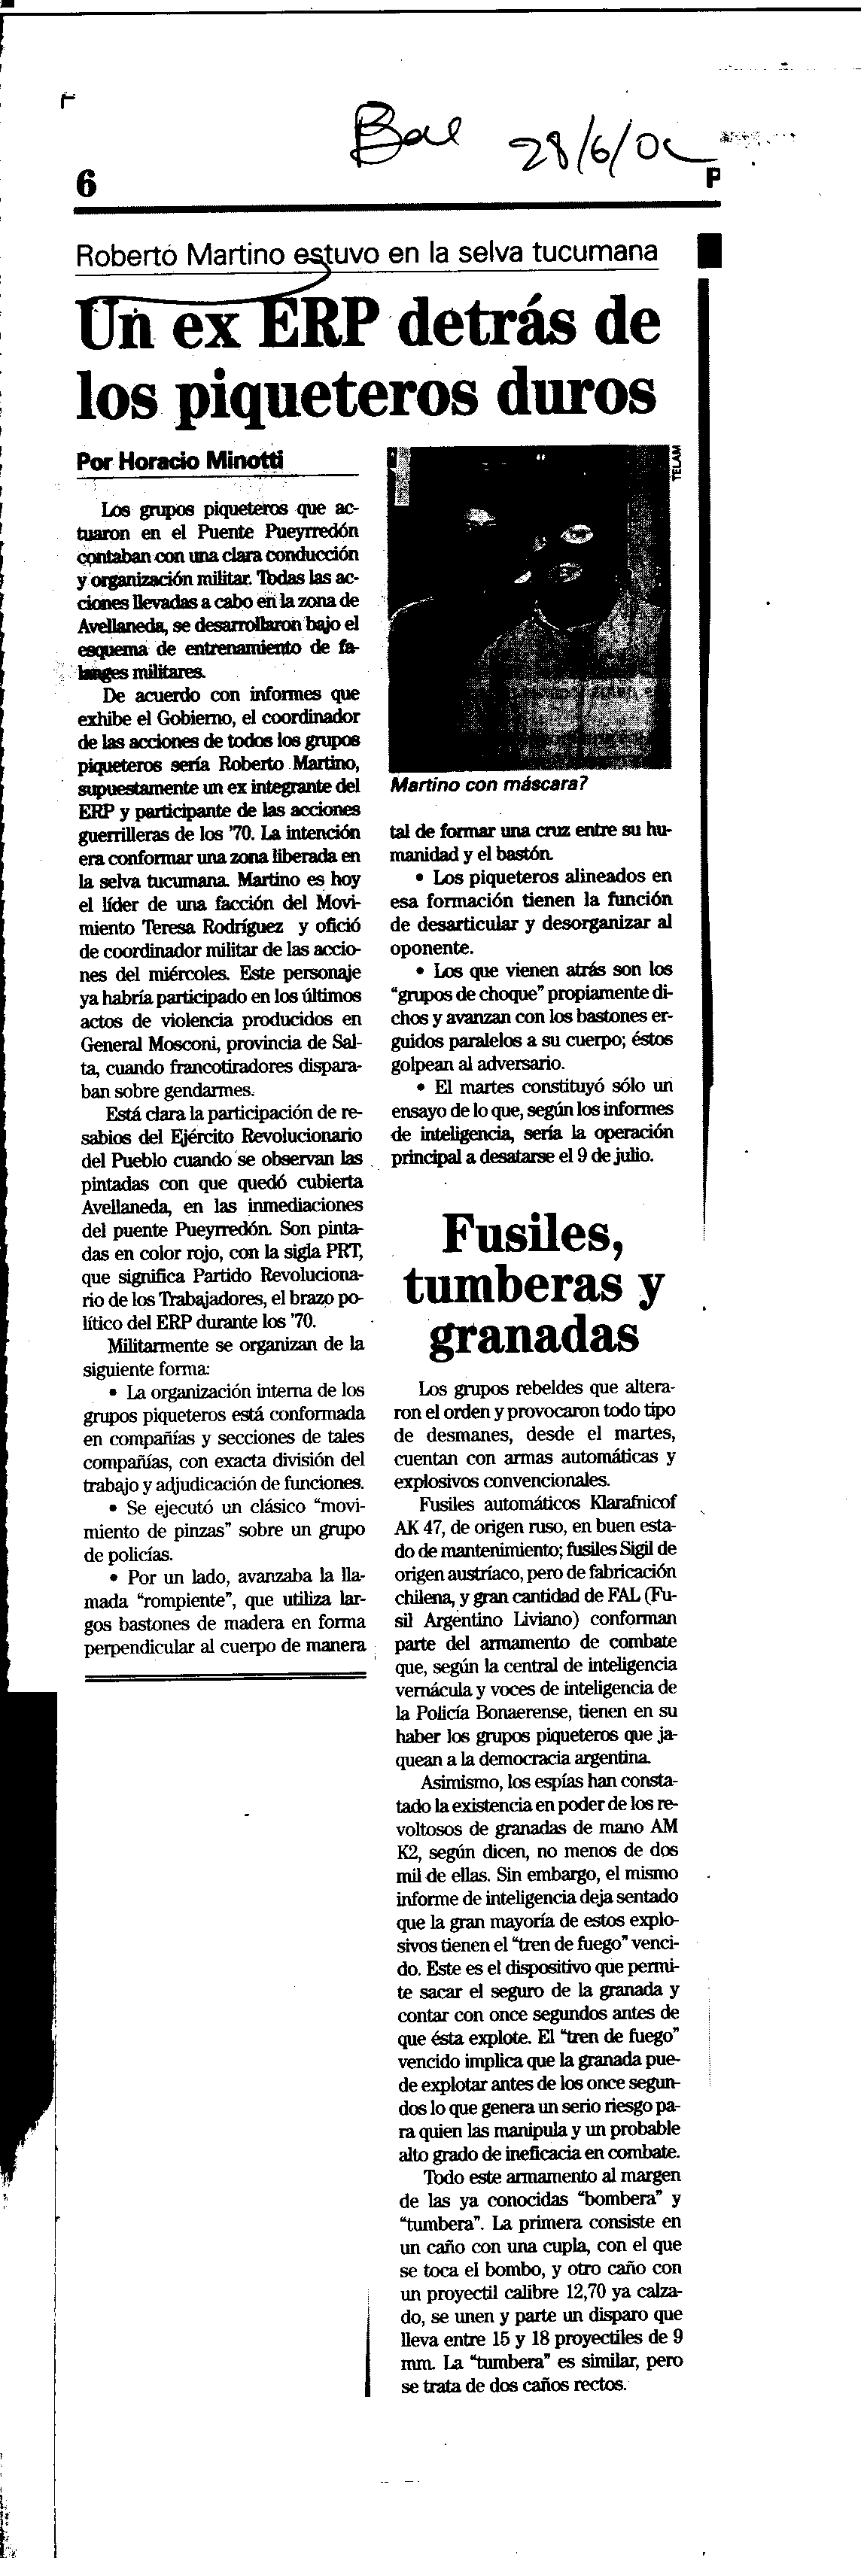 28/6/02
6
P
Roberto Martino estuvo en la selva tucumana
Un ex ERP detrás de
los piqueteros duros
Por Horacio Minotti
Los grupos piqueteros que ac-
tuaron en el Puente Pueyrredón
contaban con una clara conducción
y organización militar. Todas las ac-
ciones llevadas a cabo en la zona de
Avellaneda, se desarrollaron bajo el
esquema de entrenamiento de fa-
langes militares.
De acuerdo con informes que
exhibe el Gobierno, el coordinador
de las acciones de todos los grupos
piqueteros sería Roberto Martino,
supuestamente un ex integrante del
ERP y participante de las acciones
guerrilleras de los '70. La intención
era conformar una zona liberada en
la selva tucumana. Martino es hoy
el líder de una facción del Movi-
miento Teresa Rodríguez y ofició
de coordinador militar de las accio-
nes del miércoles. Este personaje
ya habría participado en los últimos
actos de violencia producidos en
General Mosconi, provincia de Sal-
ta, cuando francotiradores dispara-
ban sobre gendarmes.
Está clara la participación de re-
sabios del Ejército Revolucionario
del Pueblo cuando se observan las
pintadas con que quedó cubierta
Avellaneda, en las inmediaciones
del puente Pueyrredón. Son pinta-
das en color rojo, con la sigla PRT,
que significa Partido Revoluciona-
rio de los Trabajadores, el brazo po-
lítico del ERP durante los '70.
Militarmente se organizan de la
siguiente forma:
• La organización interna de los
grupos piqueteros está conformada
en compañías y secciones de tales
compañías, con exacta división del
trabajo y adjudicación de funciones.
• Se ejecutó un clásico "movi-
miento de pinzas" sobre un grupo
de policías.
• Por un lado, avanzaba la lla-
mada "rompiente", que utiliza lar-
gos bastones de madera en forma
perpendicular al cuerpo de manera
TELAM
Martino con máscara?
tal de formar una cruz entre su hu-
manidad y el bastón.
• Los piqueteros alineados en
esa formación tienen la función
de desarticular y desorganizar al
oponente.
• Los que vienen atrás son los
"grupos de choque" propiamente di-
chos y avanzan con los bastones er-
guidos paralelos a su cuerpo; éstos
golpean al adversario.
• El martes constituyó sólo un
ensayo de lo que, según los informes
de inteligencia, sería la operación
principal a desatarse el 9 de julio.
Fusiles,
tumberas y
granadas
Los grupos rebeldes que altera-
ron el orden y provocaron todo tipo
de desmanes, desde el martes,
cuentan con armas automáticas y
explosivos convencionales.
Fusiles automáticos Klarafnicof
AK 47, de origen ruso, en buen esta-
do de mantenimiento; fusiles Sigil de
origen austríaco, pero de fabricación
chilena, y gran cantidad de FAL (Fu-
sil Argentino Liviano) conforman
parte del armamento de combate
que, según la central de inteligencia
vernácula y voces de inteligencia de
la Policía Bonaerense, tienen en su
haber los grupos piqueteros que ja-
quean a la democracia argentina.
Asimismo, los espías han consta-
tado la existencia en poder de los re-
voltosos de granadas de mano AM
K2, según dicen, no menos de dos
mil de ellas. Sin embargo, el mismo
informe de inteligencia deja sentado
que la gran mayoría de estos explo-
sivos tienen el "tren de fuego" venci-
do. Este es el dispositivo que permi-
te sacar el seguro de la granada y
contar con once segundos antes de
que ésta explote. El "tren de fuego"
vencido implica que la granada pue-
de explotar antes de los once segun-
dos lo que genera un serio riesgo pa-
ra quien las manipula y un probable
alto grado de ineficacia en combate.
Todo este armamento al margen
de las ya conocidas "bombera" y
"tumbera". La primera consiste en
un caño con una cupla, con el que
se toca el bombo, y otro caño con
un proyectil calibre 12,70 ya calza-
do, se unen y parte un disparo que
lleva entre 15 y 18 proyectiles de 9
mm. La "tumbera" es similar, pero
se trata de dos caños rectos.